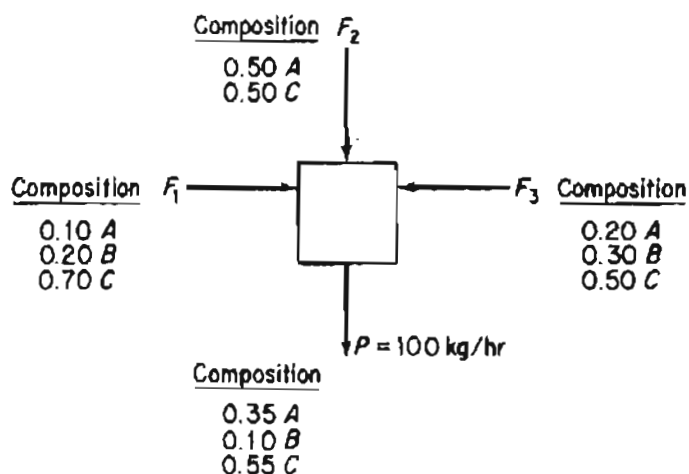 Composition F₂
0.50 A
0.50 C
Composition F₁
0.10 A
0.20 B
0.70 C
F₃ Composition
0.20 A
0.30 B
0.50 C
P = 100 kg/hr
Composition
0.35 A
0.10 B
0.55 C